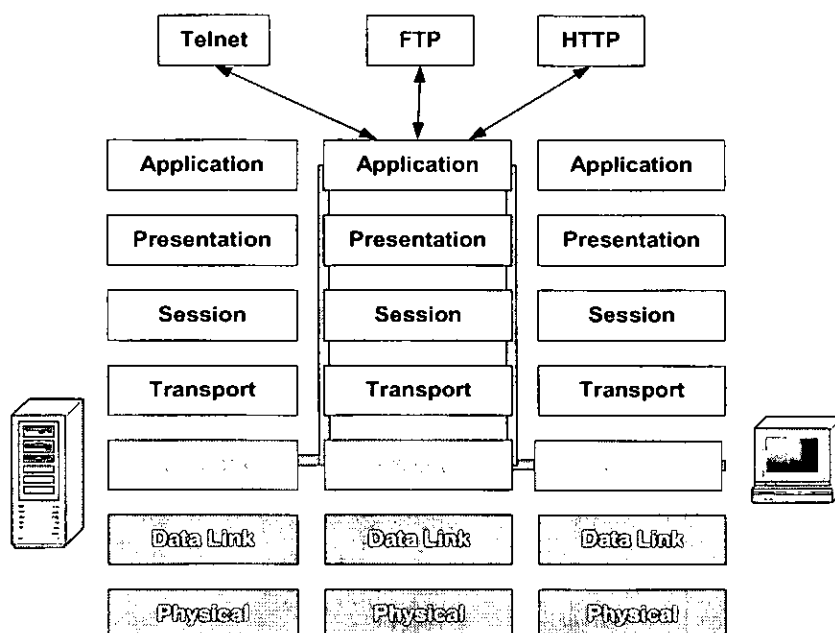 Telnet FTP HTTP
Application Application Application
Presentation Presentation Presentation
Session Session Session
Transport Transport Transport
Data Link Data Link Data Link
Physical Physical Physical